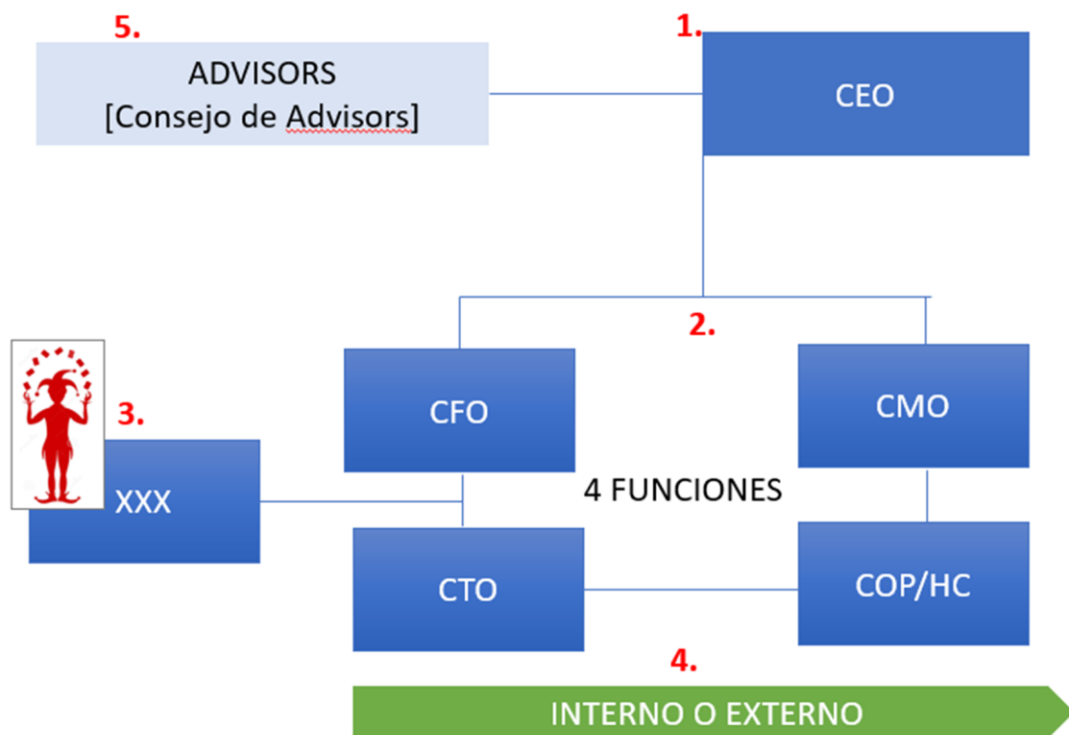 5.
1.
ADVISORS
[Consejo de Advisors]
CEO
2.
CFO
CMO
3.
XXX
4 FUNCIONES
CTO
COP/HC
4.
INTERNO O EXTERNO